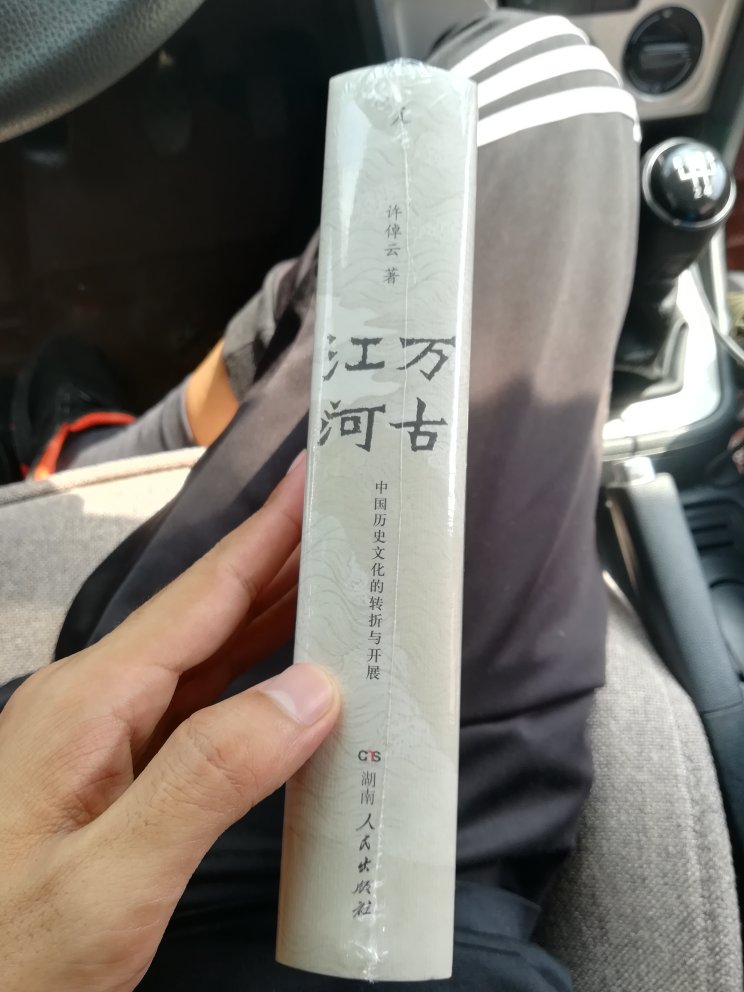 许倬云 著
万古
江河
中国历史文化的转折与开展
湖南人民出版社